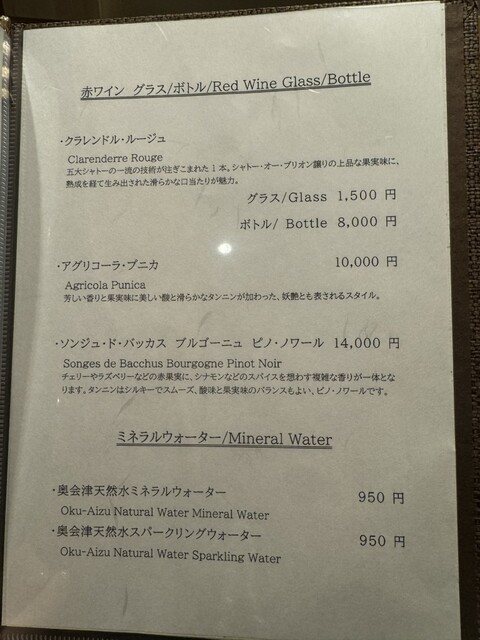 赤ワイン グラス/ボトル/Red Wine Glass/Bottle
・クラレンドル・ルージュ
Clarenderre Rouge
五大シャトーの一流の技術が注ぎこまれた1本。シャトー・オー・ブリオン譲りの上品な果実味に、
熟成を経て生み出された滑らかな口当たりが魅力。
グラス/Glass 1,500 円
ボトル/ Bottle 8,000 円
・アグリコーラ・プニカ 10,000 円
Agricola Punica
芳しい香りと果実味に美しい酸と滑らかなタンニンが加わった、妖艶とも表されるスタイル。
・ソンジュ・ド・バッカス ブルゴーニュ ピノ・ノワール 14,000 円
Songes de Bacchus Bourgogne Pinot Noir
チェリーやラズベリーなどの赤果実に、シナモンなどのスパイスを想わす複雑な香りが一体とな
ります。タンニンはシルキーでスムーズ、酸味と果実味のバランスもよい、ピノ・ノワールです。
ミネラルウォーター/Mineral Water
・奥会津天然水ミネラルウォーター 950 円
Oku-Aizu Natural Water Mineral Water
・奥会津天然水スパークリングウォーター 950 円
Oku-Aizu Natural Water Sparkling Water